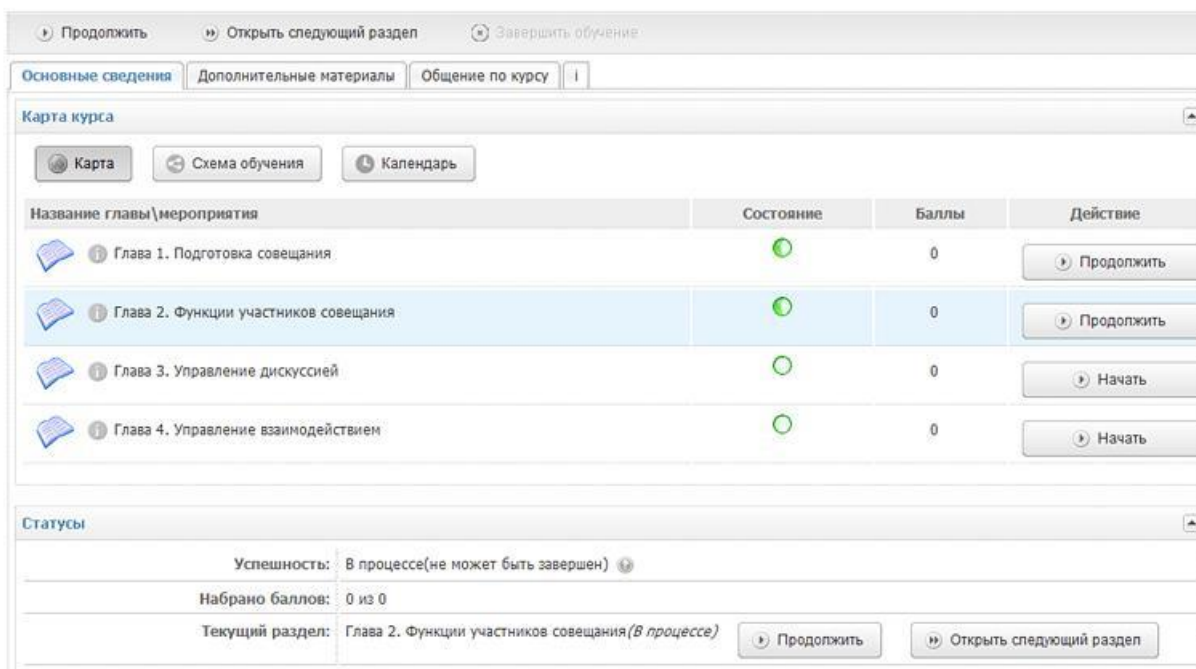 Продолжить Открыть следующий раздел Завершить обучение
Основные сведения Дополнительные материалы Общение по курсу i
Карта курса
Карта Схема обучения Календарь
Название главы\мероприятия Состояние Баллы Действие
Глава 1. Подготовка совещания 0 Продолжить
Глава 2. Функции участников совещания 0 Продолжить
Глава 3. Управление дискуссией 0 Начать
Глава 4. Управление взаимодействием 0 Начать
Статусы
Успешность: В процессе(не может быть завершен)
Набрано баллов: 0 из 0
Текущий раздел: Глава 2. Функции участников совещания(В процессе) Продолжить Открыть следующий раздел